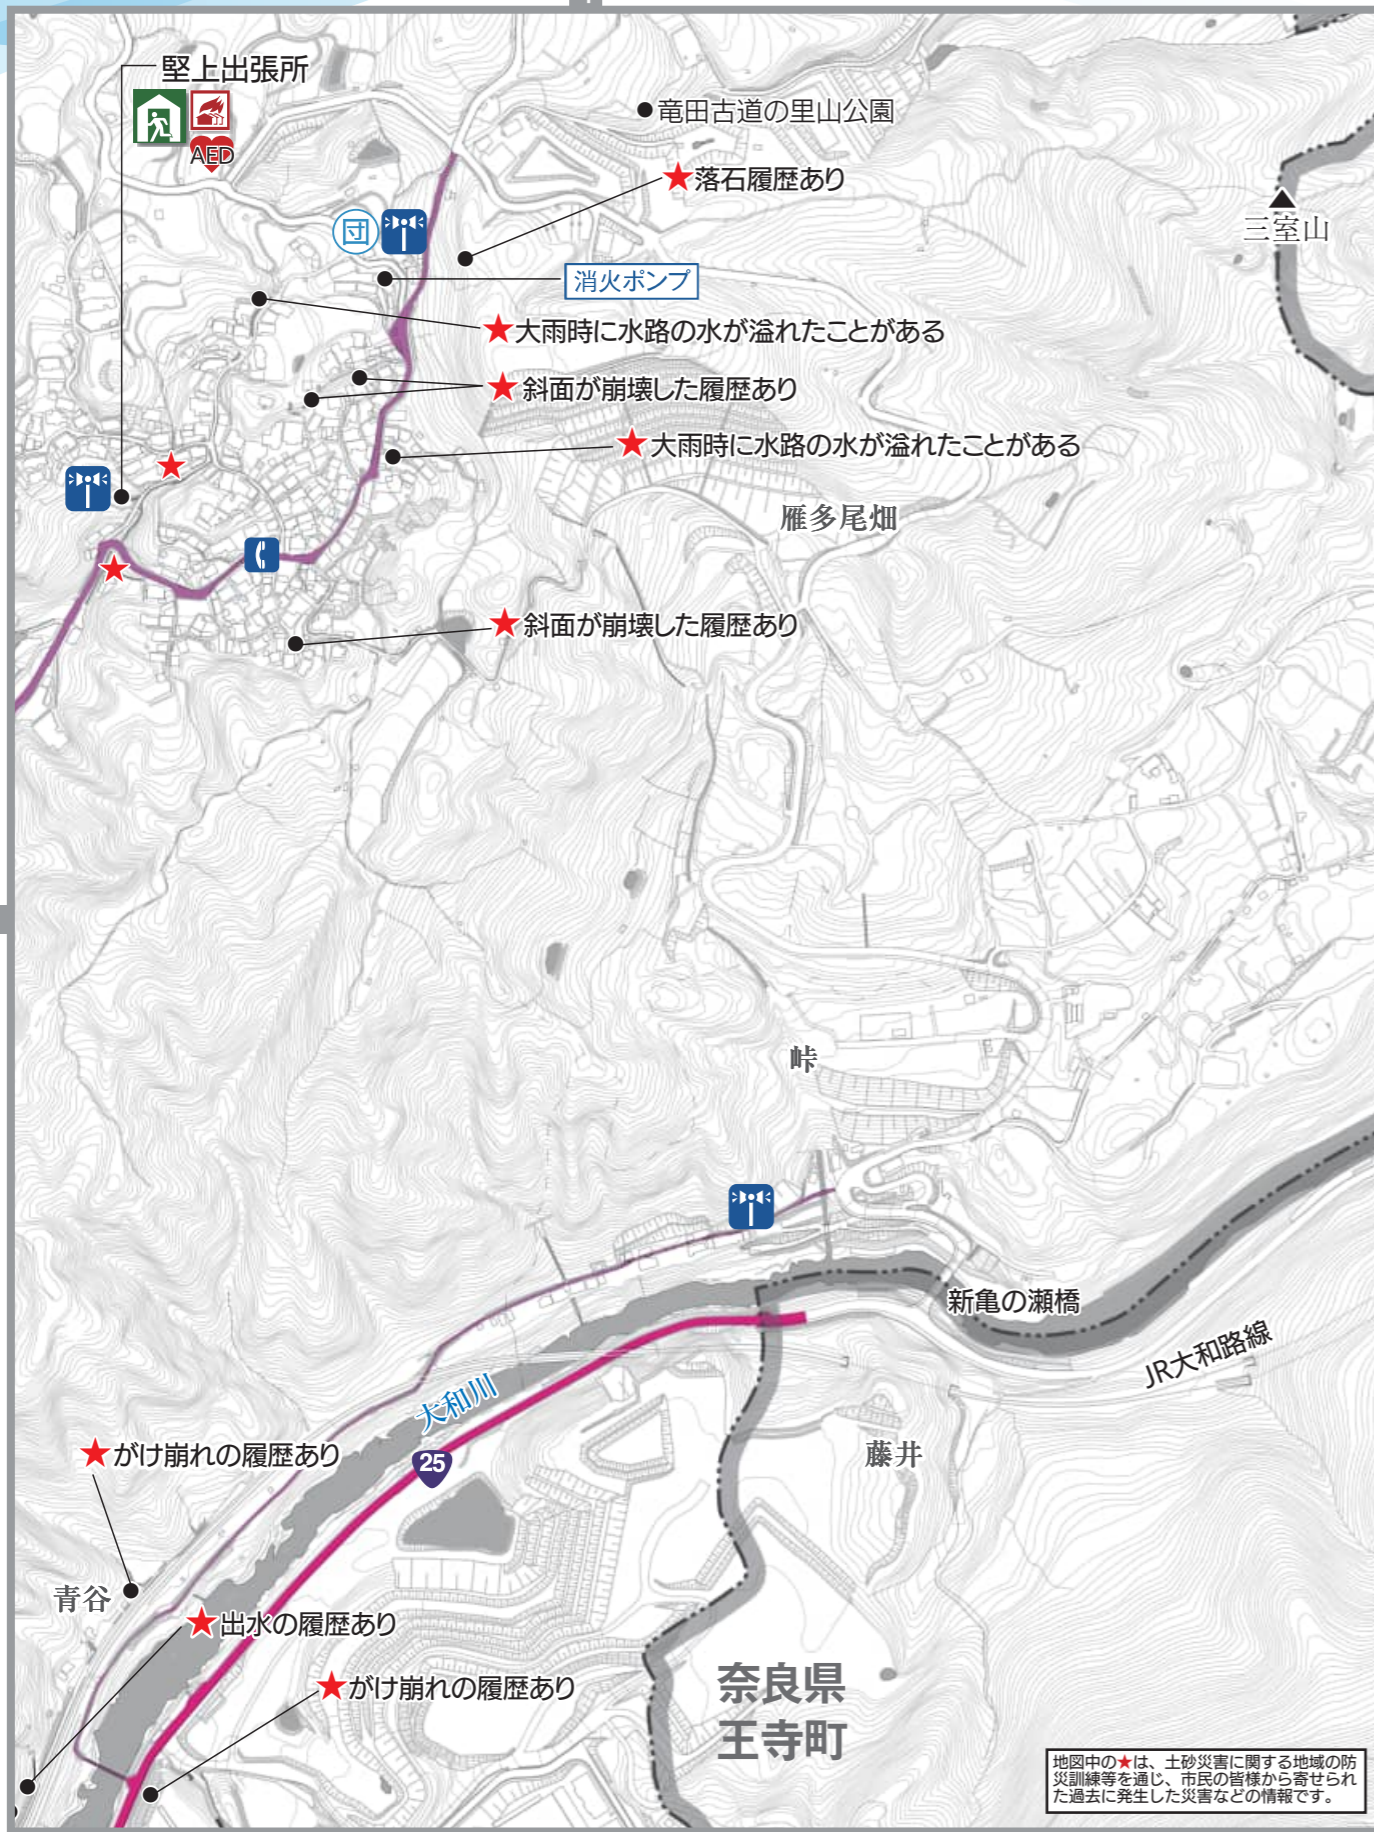 堅上出張所
AED
竜田古道の里山公園
★落石履歴あり
三室山
団
消火ポンプ
★大雨時に水路の水が溢れたことがある
★斜面が崩壊した履歴あり
★大雨時に水路の水が溢れたことがある
雁多尾畑
★斜面が崩壊した履歴あり
峠
新亀の瀬橋
JR大和路線
大和川
25
★がけ崩れの履歴あり
藤井
青谷
★出水の履歴あり
★がけ崩れの履歴あり
奈良県
王寺町
地図中の★は、土砂災害に関する地域の防
災訓練等を通じ、市民の皆様から寄せられ
た過去に発生した災害などの情報です。